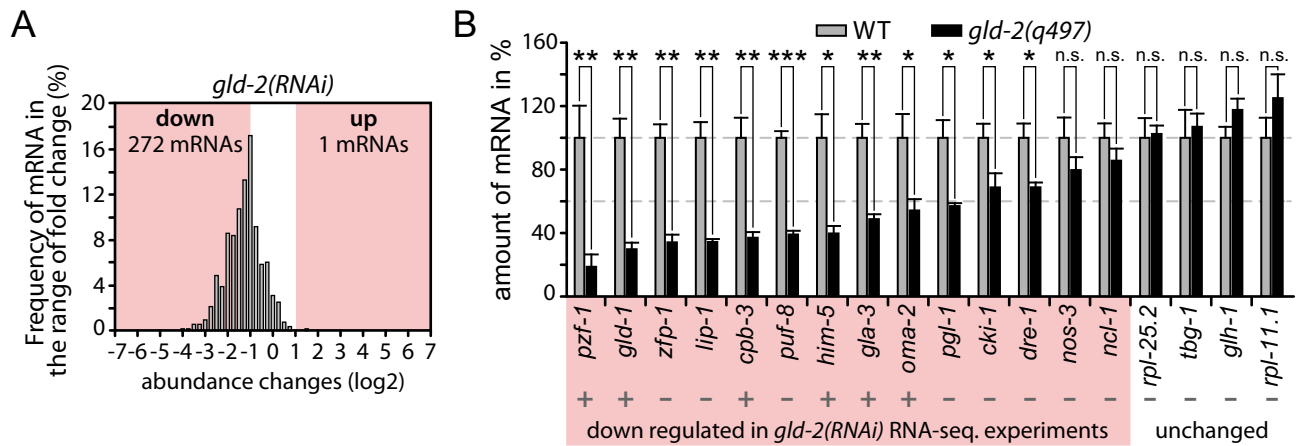 A
gld-2(RNAi)
Frequency of mRNA in
the range of fold change (%)
20
16
12
8
4
0
down
272 mRNAs
up
1 mRNAs
-7 -6 -5 -4 -3 -2 -1 0 1 2 3 4 5 6 7
abundance changes (log2)
B
WT gld-2(q497)
amount of mRNA in %
160
120
80
40
0
** ** ** ** ** *** * ** * * * * n.s. n.s. n.s. n.s. n.s. n.s.
pzf-1 gld-1 zfp-1 lip-1 cpb-3 puf-8 him-5 gla-3 oma-2 pgl-1 cki-1 dre-1 nos-3 ncl-1 rpl-25.2 tbg-1 glh-1 rpl-11.1
+ + − − + − + + + − − − − − − − − −
down regulated in gld-2(RNAi) RNA-seq. experiments
unchanged